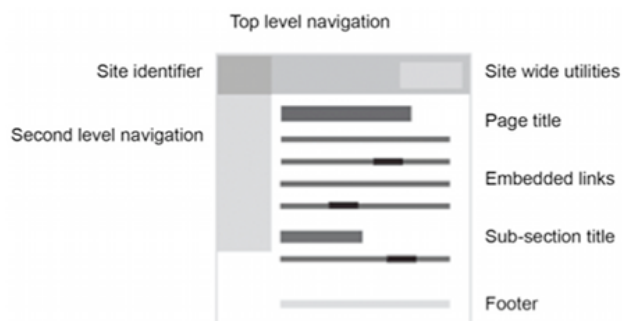 Top level navigation
Site identifier
Site wide utilities
Page title
Second level navigation
Embedded links
Sub-section title
Footer